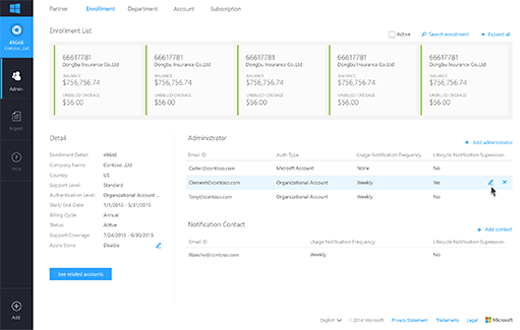 Partner Enrollment Department Account Subscription
Enrollment List
Active Search enrollment Expand all
49646
Contoso .,Ltd
Admin
Report
Help
Add
66617781 66617781 66617781 66617781 66617781
Dongbu Insurance Co.,Ltd Dongbu Insurance Co.,Ltd Dongbu Insurance Co.,Ltd Dongbu Insurance Co.,Ltd Dongbu Insurance Co.,Ltd
BALANCE BALANCE BALANCE BALANCE BALANCE
$756,756.74 $756,756.74 $756,756.74 $756,756.74 $756,756.74
UNBILLED OVERAGE UNBILLED OVERAGE UNBILLED OVERAGE UNBILLED OVERAGE UNBILLED OVERAGE
$56.00 $56.00 $56.00 $56.00 $56.00
Detail
Enrollment Detail: 49646
Company Name: Contoso .,Ltd
Country: US
Support Level: Standard
Authentication Level: Organizational Account ...
Start/ End Date: 1/1/2013 - 5/31/2015
Billing Cycle: Annual
Status: Active
Support Coverage 7/24/2013 - 6/30/2015
Azure Store: Disable
See related accounts
Administrator
Add administrator
Email ID Auth Type Usage Notification Frequency Lifecycle Notification Supression
Carter@contoso.com Microsoft Account None No
Clement@contoso.com Organizational Account Weekly Yes
Tony@contoso.com Organizational Account Weekly No
Notification Contact
Add contact
Email ID Usage Notification Frequency Lifecycle Notification Supression
Blanche@contoso.com Weekly No
English © 2014 Microsoft Privacy Statement Trademarks Legal Microsoft